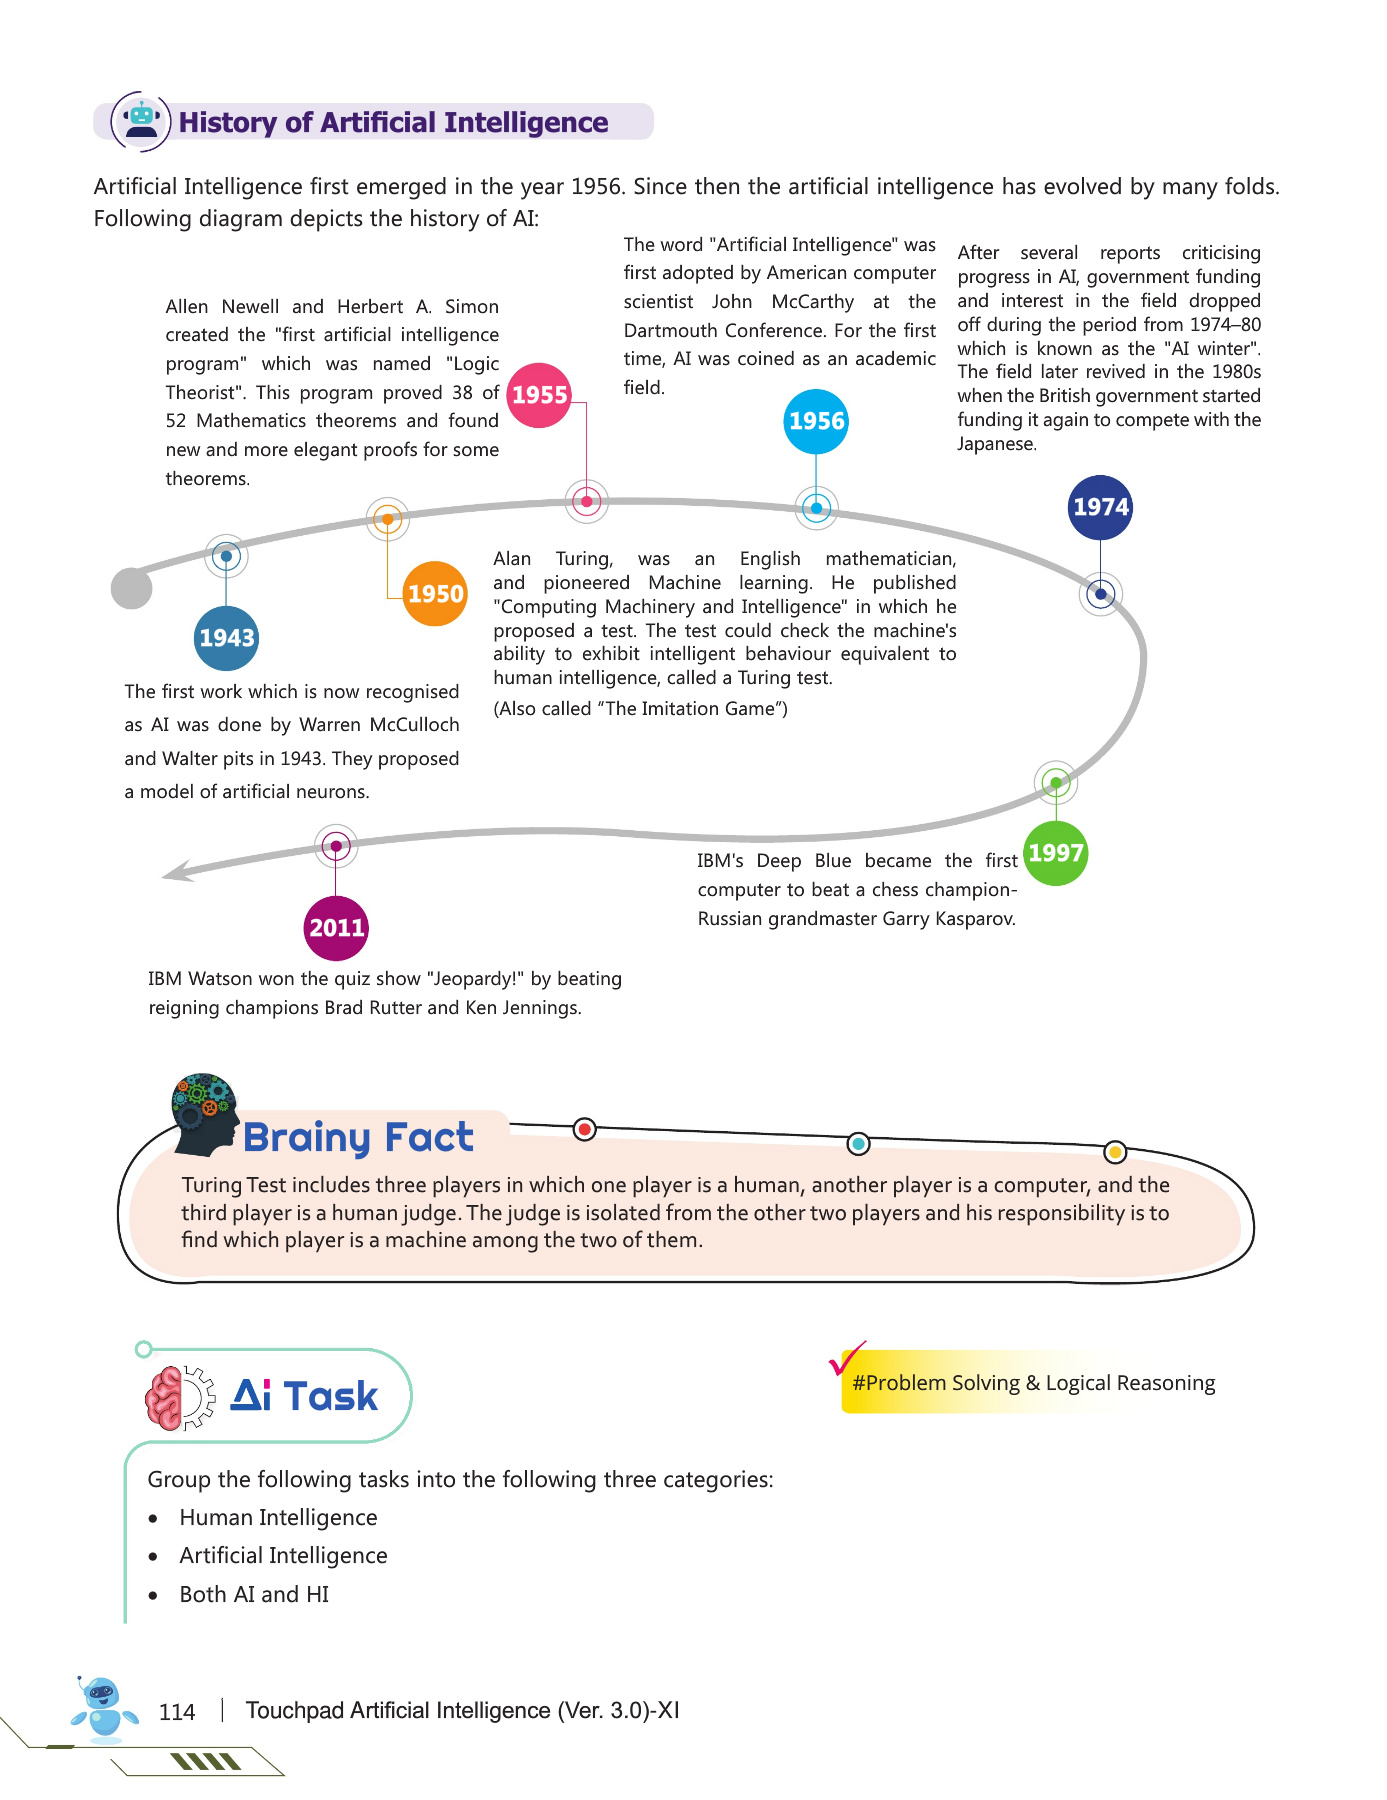 History of Artificial Intelligence
Artificial Intelligence first emerged in the year 1956. Since then the artificial intelligence has evolved by many folds.
Following diagram depicts the history of AI:
Allen Newell and Herbert A. Simon
created the "first artificial intelligence
program" which was named "Logic
Theorist". This program proved 38 of
52 Mathematics theorems and found
new and more elegant proofs for some
theorems.
1955
The word "Artificial Intelligence" was
first adopted by American computer
scientist John McCarthy at the
Dartmouth Conference. For the first
time, AI was coined as an academic
field.
1956
After several reports criticising
progress in AI, government funding
and interest in the field dropped
off during the period from 1974–80
which is known as the "AI winter".
The field later revived in the 1980s
when the British government started
funding it again to compete with the
Japanese.
1974
1943
The first work which is now recognised
as AI was done by Warren McCulloch
and Walter pits in 1943. They proposed
a model of artificial neurons.
1950
Alan Turing, was an English mathematician,
and pioneered Machine learning. He published
"Computing Machinery and Intelligence" in which he
proposed a test. The test could check the machine's
ability to exhibit intelligent behaviour equivalent to
human intelligence, called a Turing test.
(Also called “The Imitation Game”)
1997
IBM's Deep Blue became the first
computer to beat a chess champion-
Russian grandmaster Garry Kasparov.
2011
IBM Watson won the quiz show "Jeopardy!" by beating
reigning champions Brad Rutter and Ken Jennings.
Brainy Fact
Turing Test includes three players in which one player is a human, another player is a computer, and the
third player is a human judge. The judge is isolated from the other two players and his responsibility is to
find which player is a machine among the two of them.
Ai Task
#Problem Solving & Logical Reasoning
Group the following tasks into the following three categories:
• Human Intelligence
• Artificial Intelligence
• Both AI and HI
114 | Touchpad Artificial Intelligence (Ver. 3.0)-XI